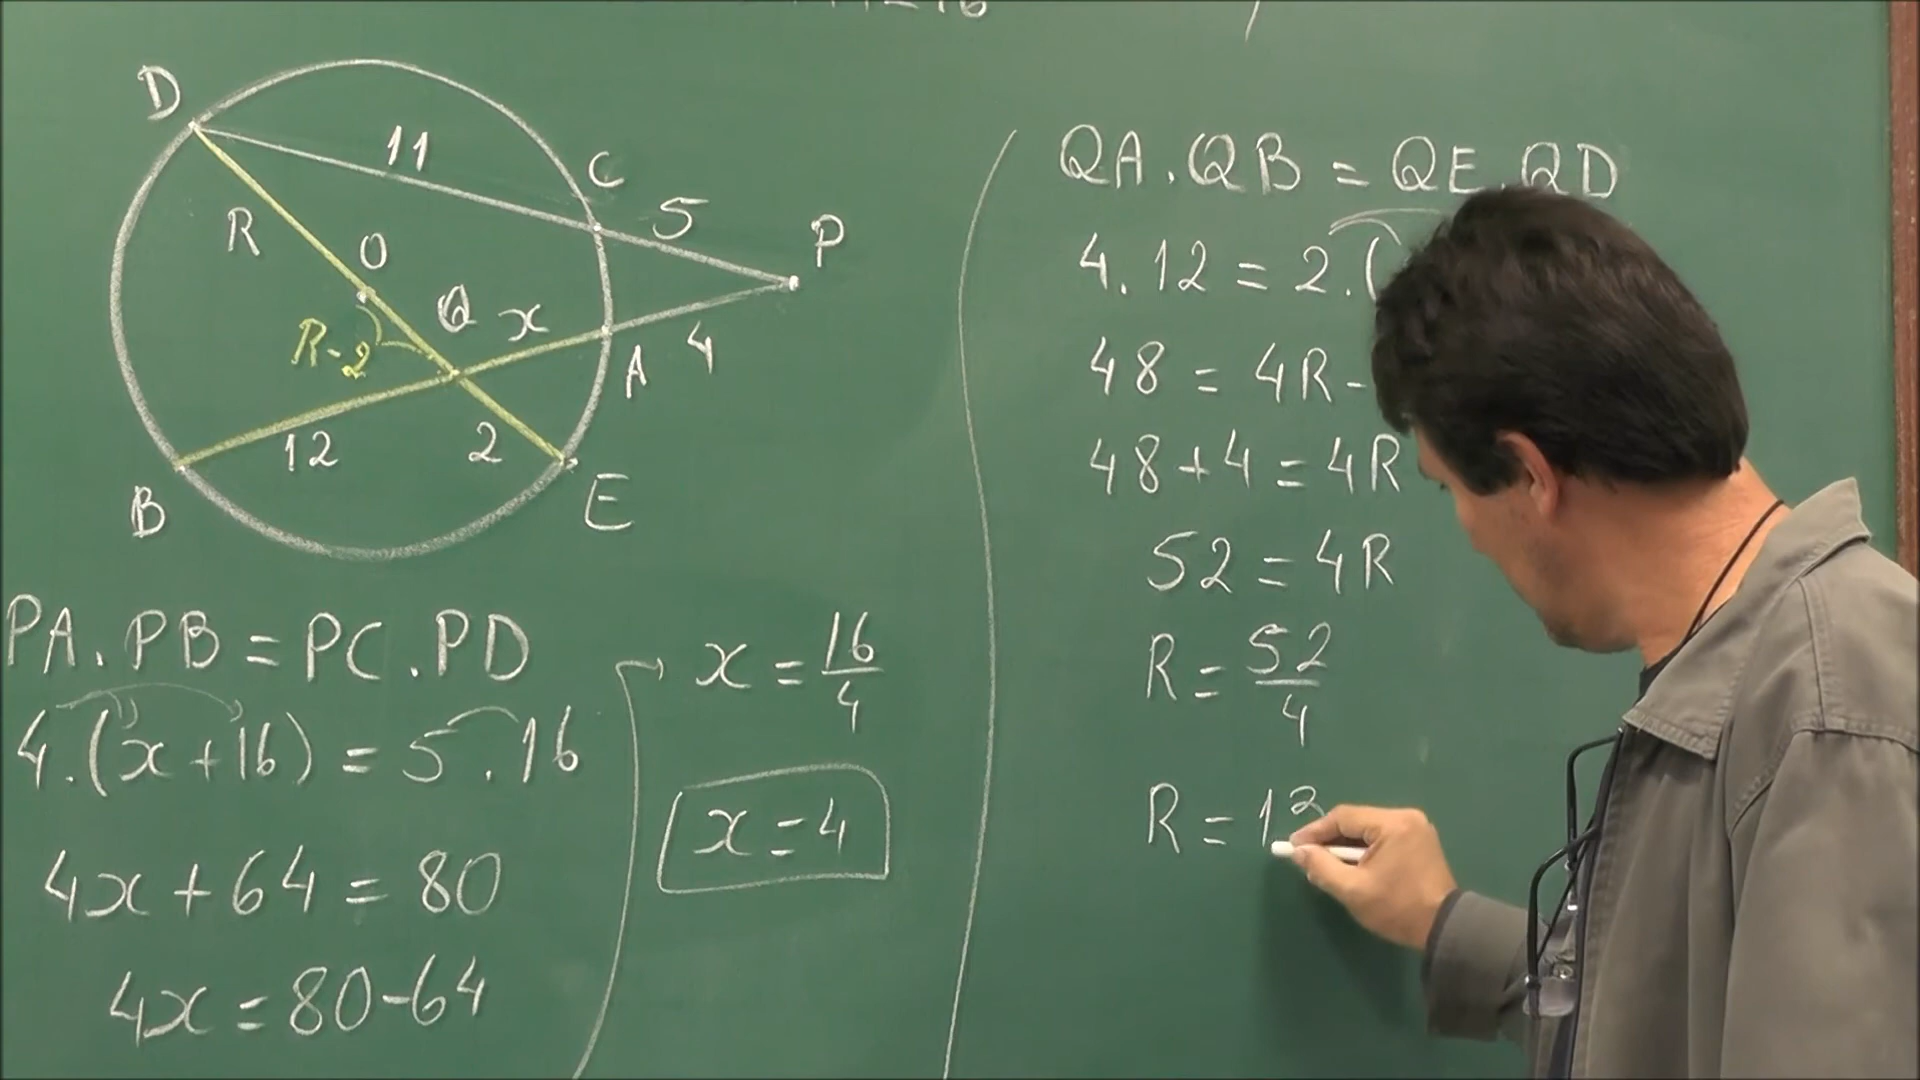 D
11
C
5
P
R
O
Q
x
R-2
A
4
12
2
B
E
PA.PB = PC.PD
4.(x+16) = 5.16
4x+64 = 80
4x = 80-64
x = 16/4
x = 4
QA.QB = QE.QD
4.12 = 2.(
48 = 4R-
48+4 = 4R
52 = 4R
R = 52/4
R = 13